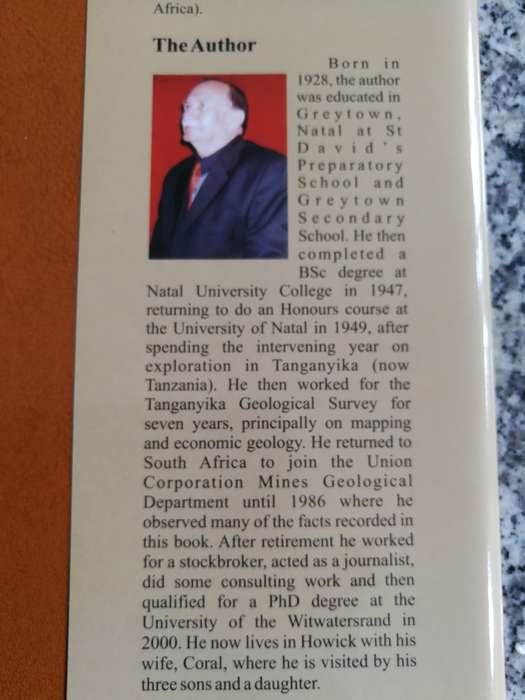 Africa).
The Author
Born in
1928, the author
was educated in
Greytown,
Natal at St
David's
Preparatory
School and
Greytown
Secondary
School. He then
completed a
BSc degree at
Natal University College in 1947,
returning to do an Honours course at
the University of Natal in 1949, after
spending the intervening year on
exploration in Tanganyika (now
Tanzania). He then worked for the
Tanganyika Geological Survey for
seven years, principally on mapping
and economic geology. He returned to
South Africa to join the Union
Corporation Mines Geological
Department until 1986 where he
observed many of the facts recorded in
this book. After retirement he worked
for a stockbroker, acted as a journalist,
did some consulting work and then
qualified for a PhD degree at the
University of the Witwatersrand in
2000. He now lives in Howick with his
wife, Coral, where he is visited by his
three sons and a daughter.